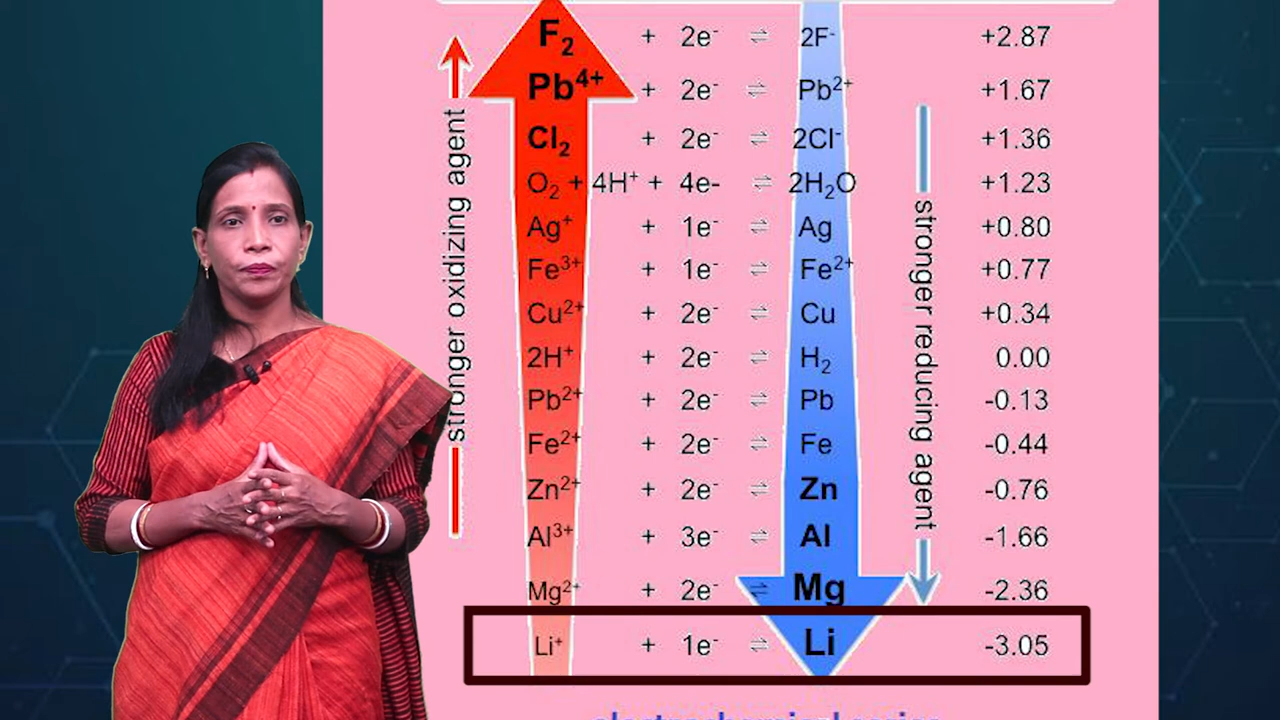 F₂ + 2e⁻ ⇌ 2F⁻ +2.87
Pb⁴⁺ + 2e⁻ ⇌ Pb²⁺ +1.67
Cl₂ + 2e⁻ ⇌ 2Cl⁻ +1.36
O₂ + 4H⁺ + 4e- ⇌ 2H₂O +1.23
Ag⁺ + 1e⁻ ⇌ Ag +0.80
Fe³⁺ + 1e⁻ ⇌ Fe²⁺ +0.77
Cu²⁺ + 2e⁻ ⇌ Cu +0.34
2H⁺ + 2e⁻ ⇌ H₂ 0.00
Pb²⁺ + 2e⁻ ⇌ Pb -0.13
Fe²⁺ + 2e⁻ ⇌ Fe -0.44
Zn²⁺ + 2e⁻ ⇌ Zn -0.76
Al³⁺ + 3e⁻ ⇌ Al -1.66
Mg²⁺ + 2e⁻ ⇌ Mg -2.36
Li⁺ + 1e⁻ ⇌ Li -3.05
stronger oxidizing agent
stronger reducing agent